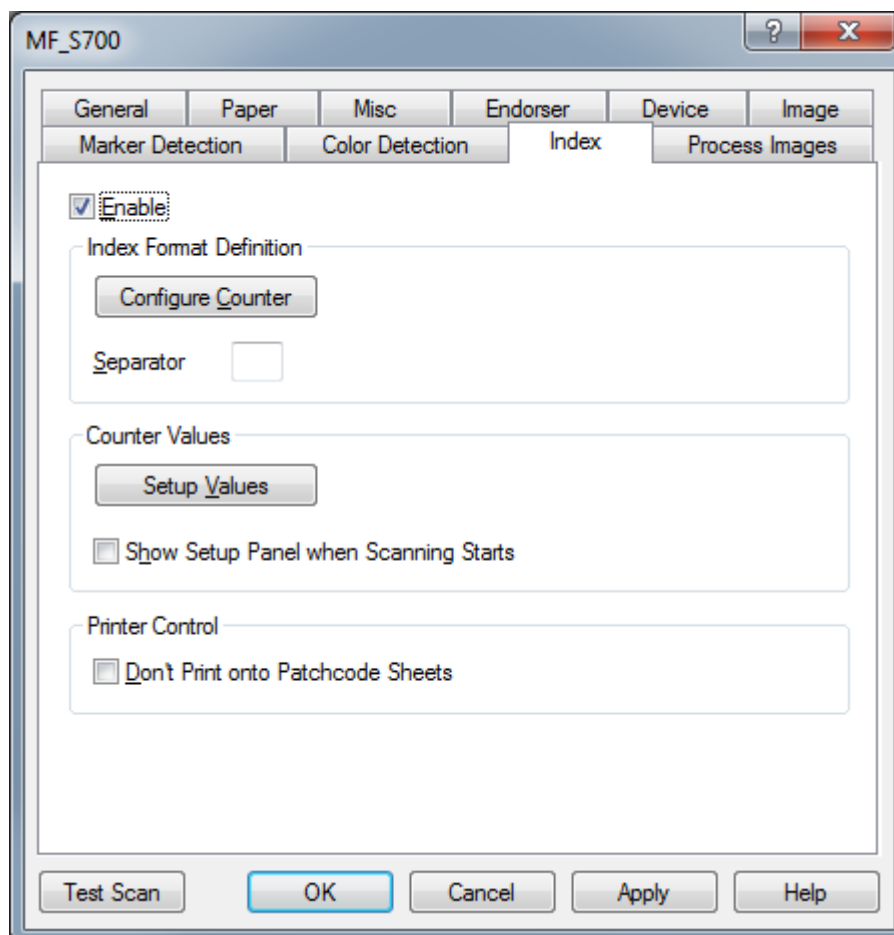 MF_S700
General Paper Misc Endorser Device Image
Marker Detection Color Detection Index Process Images
Enable
Index Format Definition
Configure Counter
Separator
Counter Values
Setup Values
Show Setup Panel when Scanning Starts
Printer Control
Don't Print onto Patchcode Sheets
Test Scan OK Cancel Apply Help